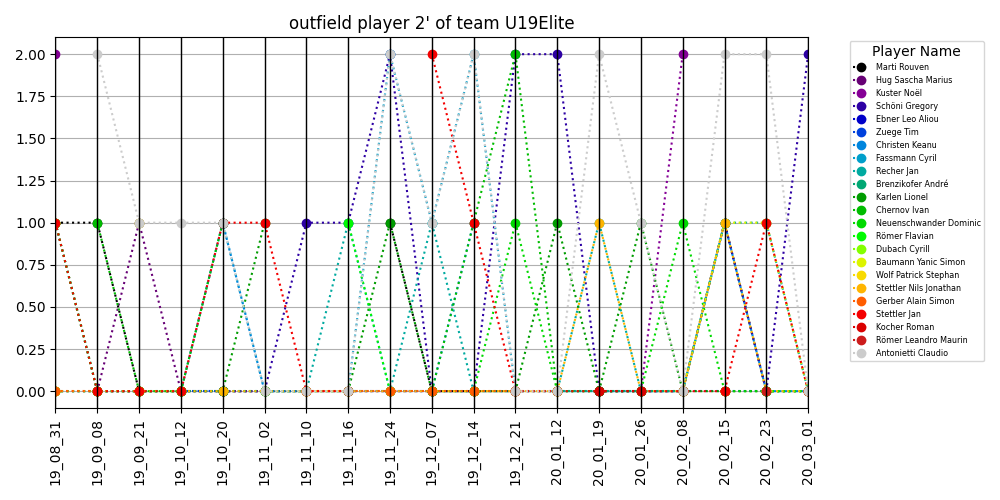 outfield player 2' of team U19Elite
2.00
1.75
1.50
1.25
1.00
0.75
0.50
0.25
0.00
19_08_31
19_09_08
19_09_21
19_10_12
19_10_20
19_11_02
19_11_10
19_11_16
19_11_24
19_12_07
19_12_14
19_12_21
20_01_12
20_01_19
20_01_26
20_02_08
20_02_15
20_02_23
20_03_01
Player Name
Marti Rouven
Hug Sascha Marius
Kuster Noël
Schöni Gregory
Ebner Leo Aliou
Zuege Tim
Christen Keanu
Fassmann Cyril
Recher Jan
Brenzikofer André
Karlen Lionel
Chernov Ivan
Neuenschwander Dominic
Römer Flavian
Dubach Cyrill
Baumann Yanic Simon
Wolf Patrick Stephan
Stettler Nils Jonathan
Gerber Alain Simon
Stettler Jan
Kocher Roman
Römer Leandro Maurin
Antonietti Claudio